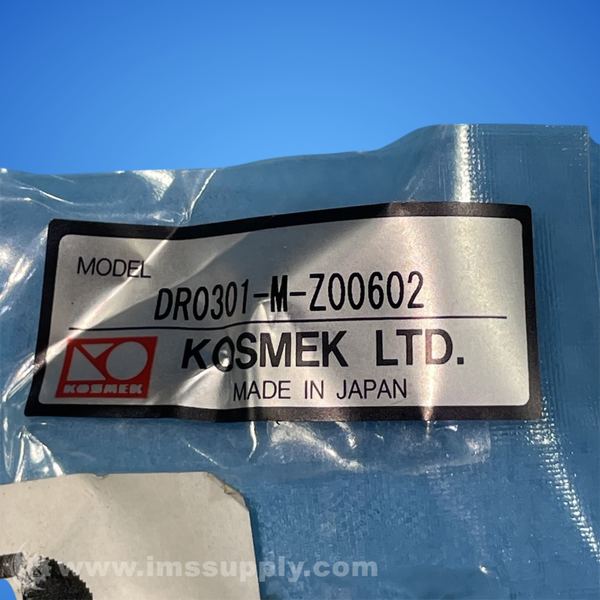 MODEL DR0301-M-Z00602
KOSMEK KOSMEK LTD.
MADE IN JAPAN
www.imssupply.com